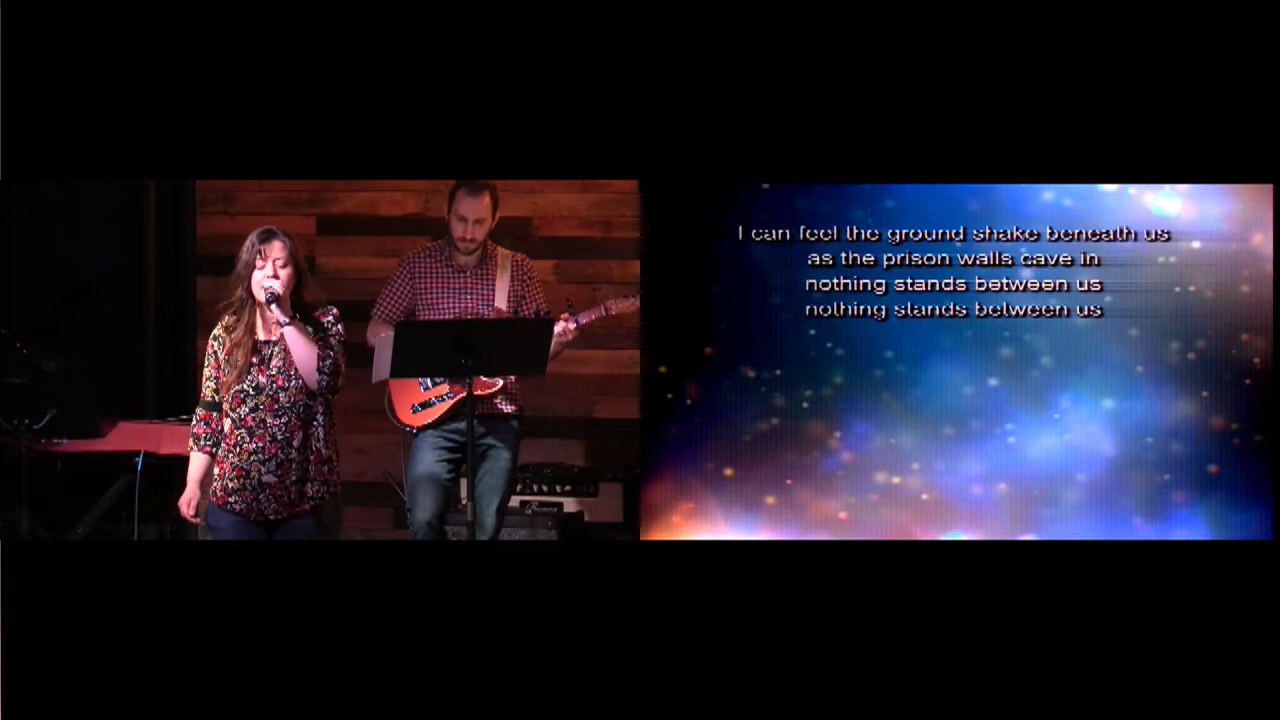 I can feel the ground shake beneath us
as the prison walls cave in
nothing stands between us
nothing stands between us